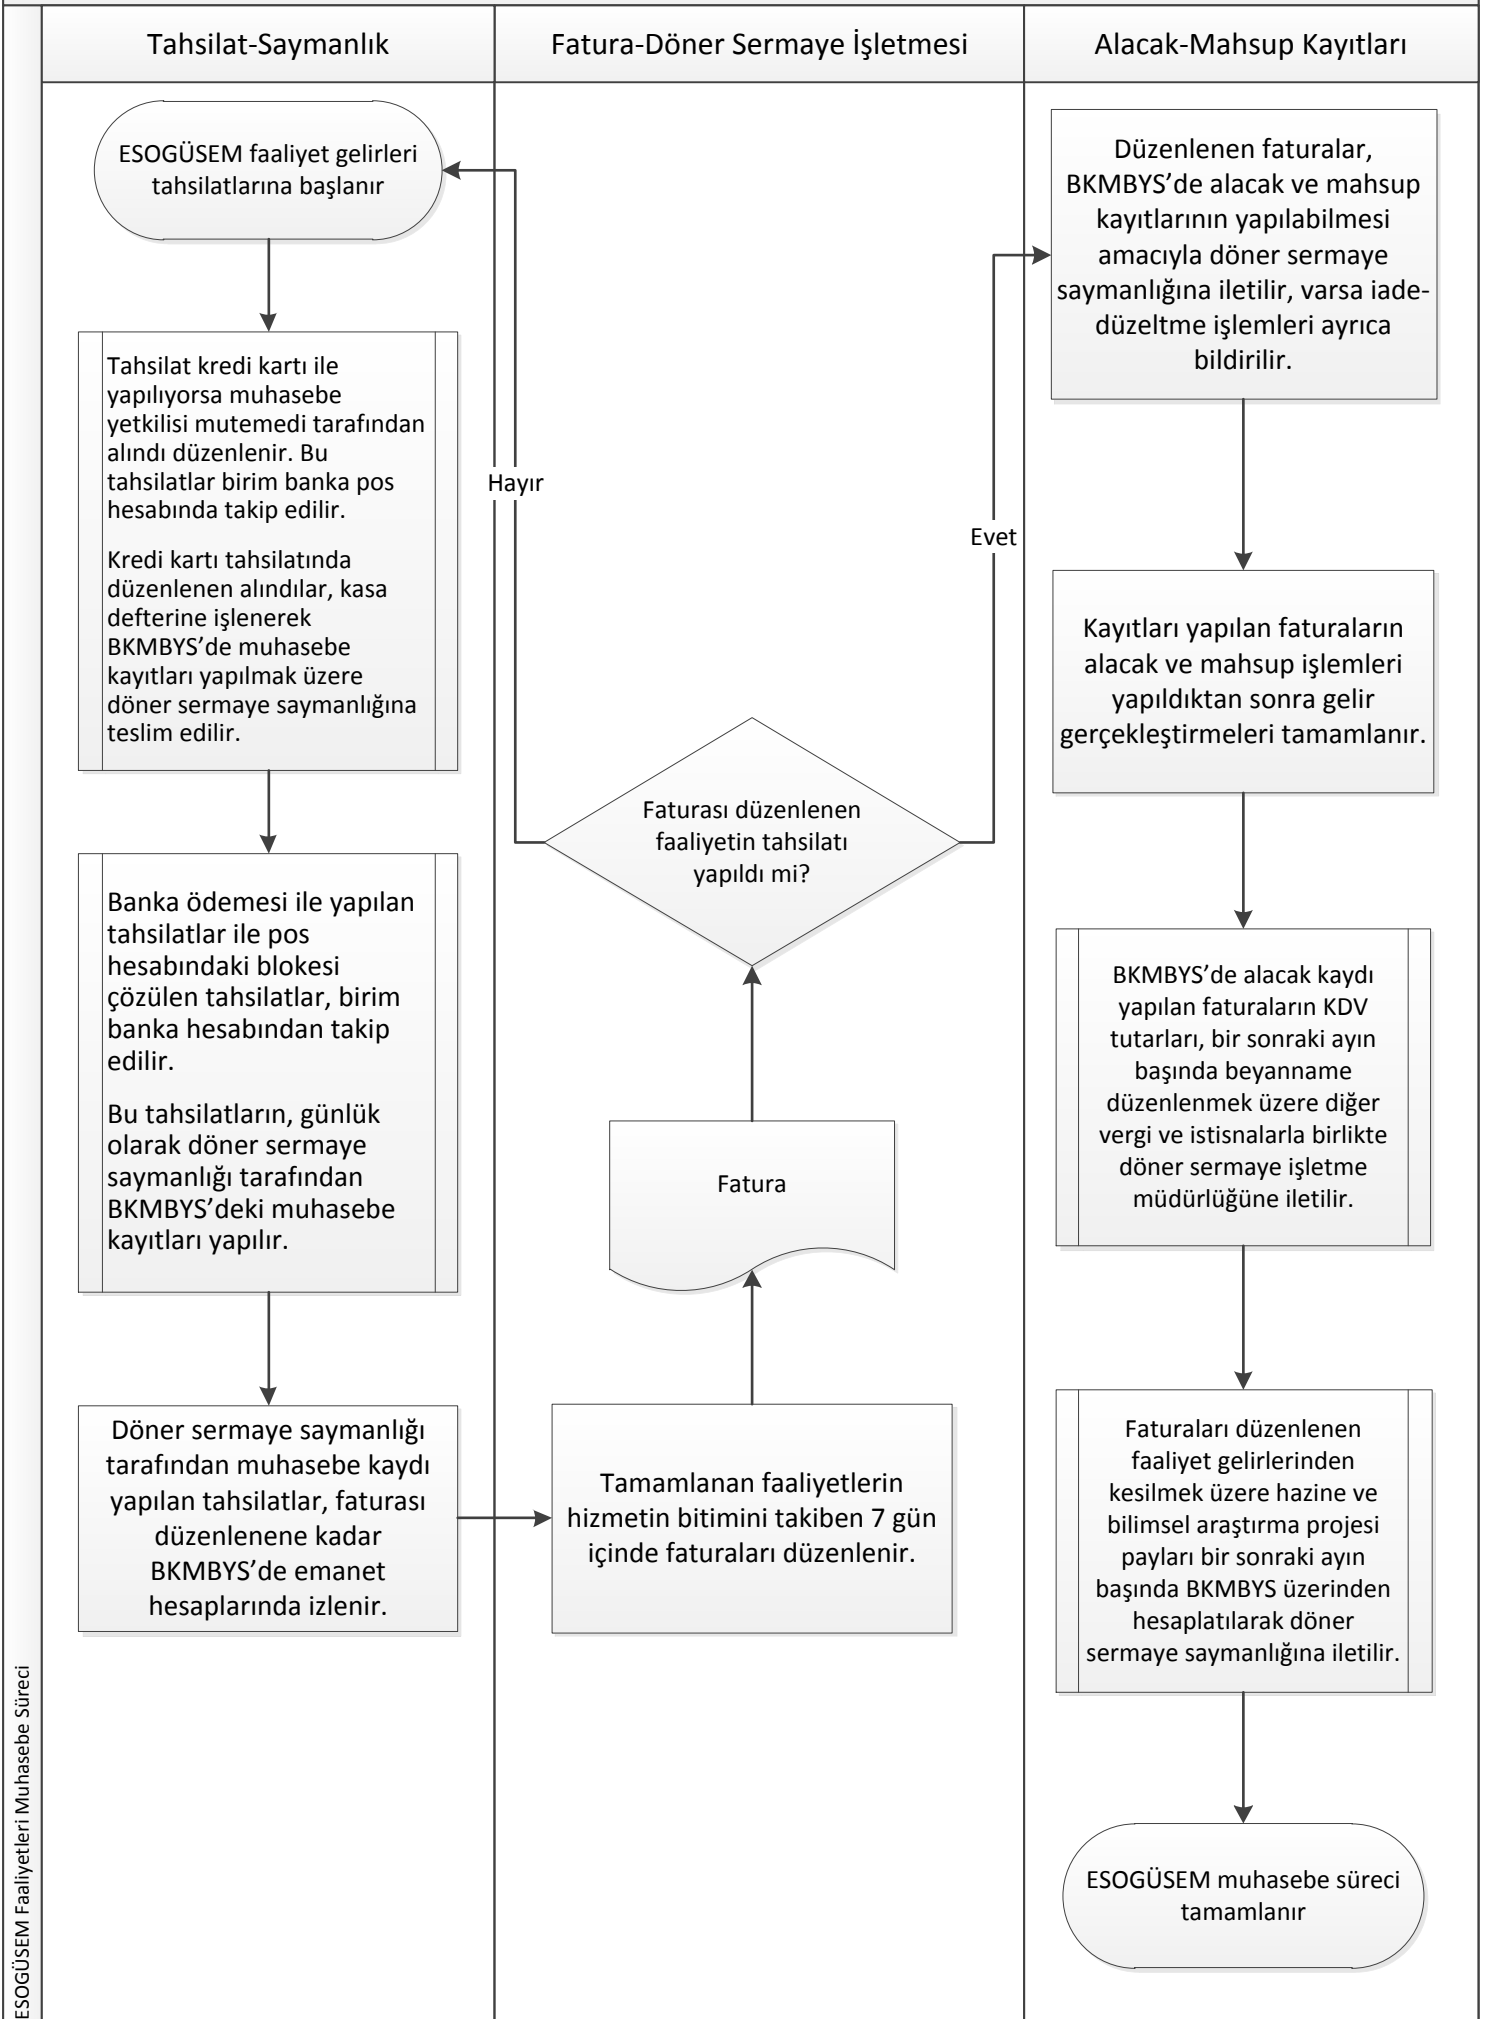 Tahsilat-Saymanlık
Fatura-Döner Sermaye İşletmesi
Alacak-Mahsup Kayıtları
ESOGÜSEM faaliyet gelirleri
tahsilatlarına başlanır
Tahsilat kredi kartı ile
yapılıyorsa muhasebe
yetkilisi mutemedi tarafından
alındı düzenlenir. Bu
tahsilatlar birim banka pos
hesabında takip edilir.
Kredi kartı tahsilatında
düzenlenen alındılar, kasa
defterine işlenerek
BKMBYS’de muhasebe
kayıtları yapılmak üzere
döner sermaye saymanlığına
teslim edilir.
Banka ödemesi ile yapılan
tahsilatlar ile pos
hesabındaki blokesi
çözülen tahsilatlar, birim
banka hesabından takip
edilir.
Bu tahsilatların, günlük
olarak döner sermaye
saymanlığı tarafından
BKMBYS’deki muhasebe
kayıtları yapılır.
Döner sermaye saymanlığı
tarafından muhasebe kaydı
yapılan tahsilatlar, faturası
düzenlenene kadar
BKMBYS’de emanet
hesaplarında izlenir.
Tamamlanan faaliyetlerin
hizmetin bitimini takiben 7 gün
içinde faturaları düzenlenir.
Fatura
Faturası düzenlenen
faaliyetin tahsilatı
yapıldı mi?
Hayır
Evet
Düzenlenen faturalar,
BKMBYS’de alacak ve mahsup
kayıtlarının yapılabilmesi
amacıyla döner sermaye
saymanlığına iletilir, varsa iade-
düzeltme işlemleri ayrıca
bildirilir.
Kayıtları yapılan faturaların
alacak ve mahsup işlemleri
yapıldıktan sonra gelir
gerçekleştirmeleri tamamlanır.
BKMBYS’de alacak kaydı
yapılan faturaların KDV
tutarları, bir sonraki ayın
başında beyanname
düzenlenmek üzere diğer
vergi ve istisnalarla birlikte
döner sermaye işletme
müdürlüğüne iletilir.
Faturaları düzenlenen
faaliyet gelirlerinden
kesilmek üzere hazine ve
bilimsel araştırma projesi
payları bir sonraki ayın
başında BKMBYS üzerinden
hesaplatılarak döner
sermaye saymanlığına iletilir.
ESOGÜSEM muhasebe süreci
tamamlanır
ESOGÜSEM Faaliyetleri Muhasebe Süreci